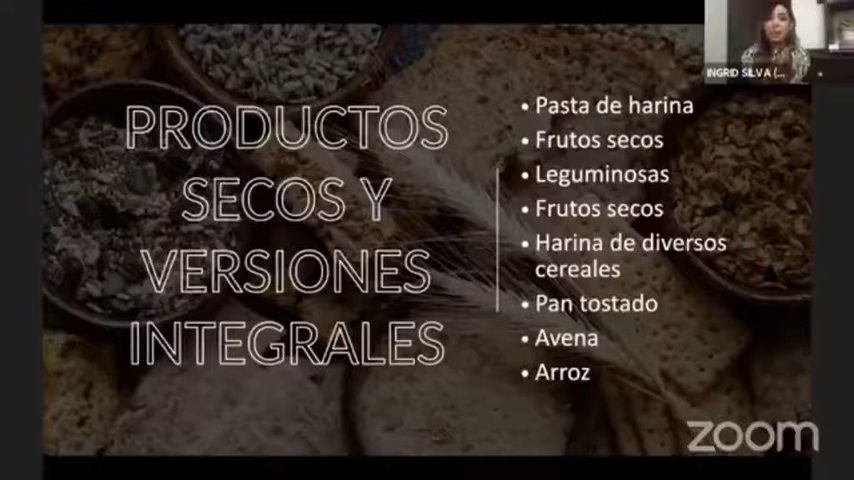 PRODUCTOS
SECOS Y
VERSIONES
INTEGRALES
• Pasta de harina
• Frutos secos
• Leguminosas
• Frutos secos
• Harina de diversos
cereales
• Pan tostado
• Avena
• Arroz
INGRID SILVA (...
zoom